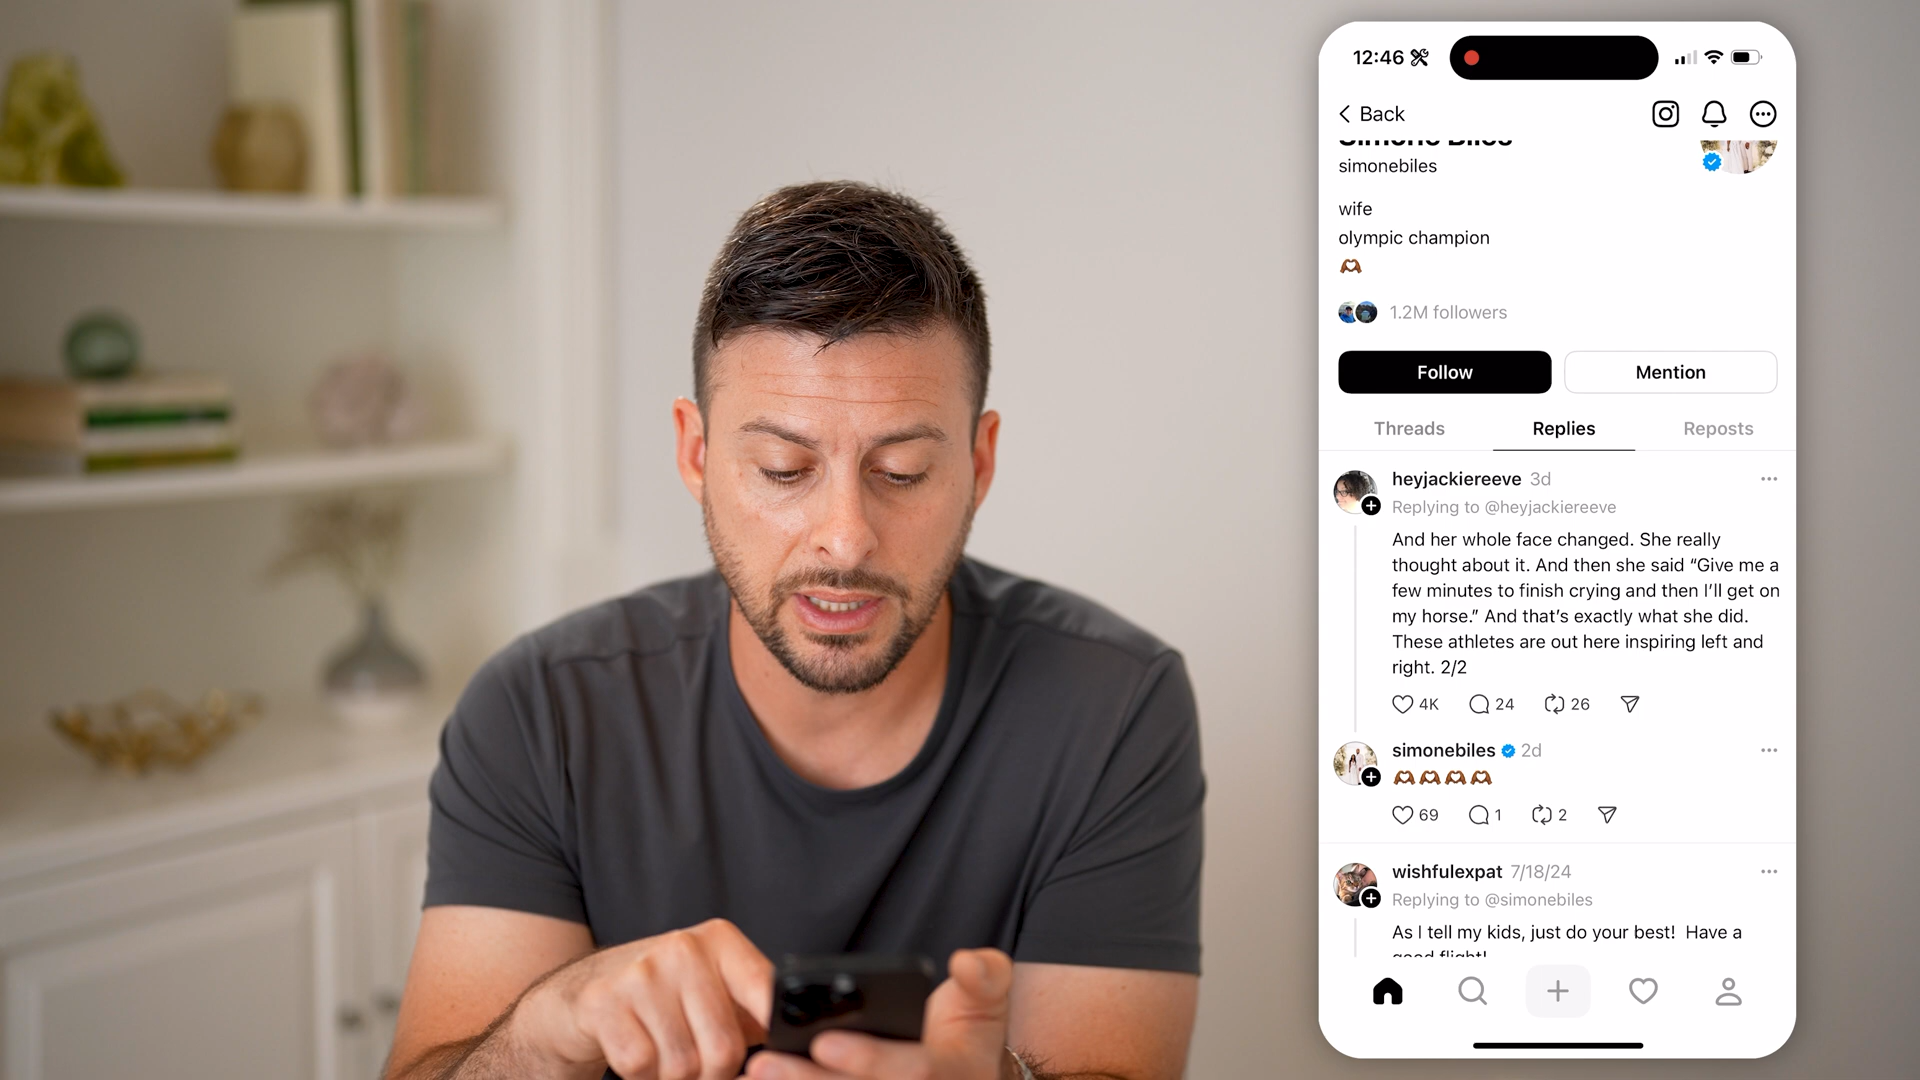 12:46
Back
Simone Biles
simonebiles
wife
olympic champion
🫶🏾
1.2M followers
Follow
Mention
Threads
Replies
Reposts
heyjackiereeve 3d
Replying to @heyjackiereeve
And her whole face changed. She really
thought about it. And then she said “Give me a
few minutes to finish crying and then I’ll get on
my horse.” And that’s exactly what she did.
These athletes are out here inspiring left and
right. 2/2
4K 24 26
simonebiles 2d
🫶🏾🫶🏾🫶🏾🫶🏾
69 1 2
wishfulexpat 7/18/24
Replying to @simonebiles
As I tell my kids, just do your best! Have a
good flight!